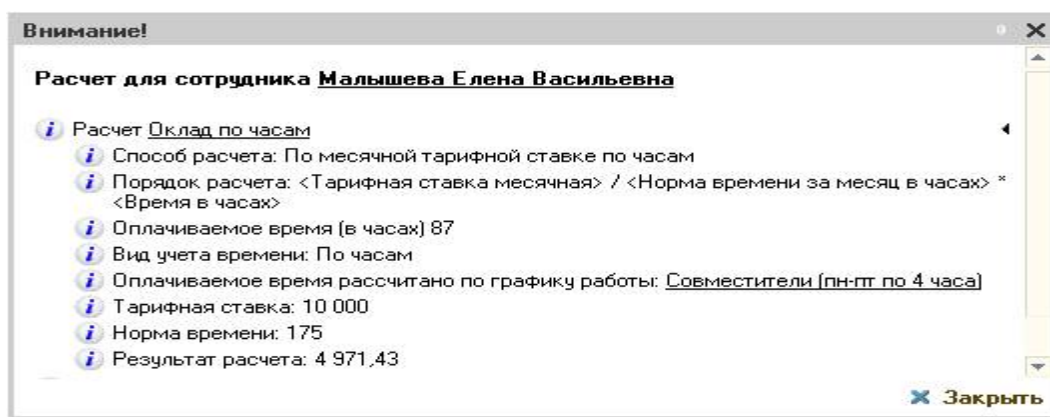 Внимание!
Расчет для сотрудника Малышева Елена Васильевна
Расчет Оклад по часам
Способ расчета: По месячной тарифной ставке по часам
Порядок расчета: <Тарифная ставка месячная> / <Норма времени за месяц в часах> *
<Время в часах>
Оплачиваемое время (в часах) 87
Вид учета времени: По часам
Оплачиваемое время рассчитано по графику работы: Совместители (пн-пт по 4 часа)
Тарифная ставка: 10 000
Норма времени: 175
Результат расчета: 4 971,43
Закрыть